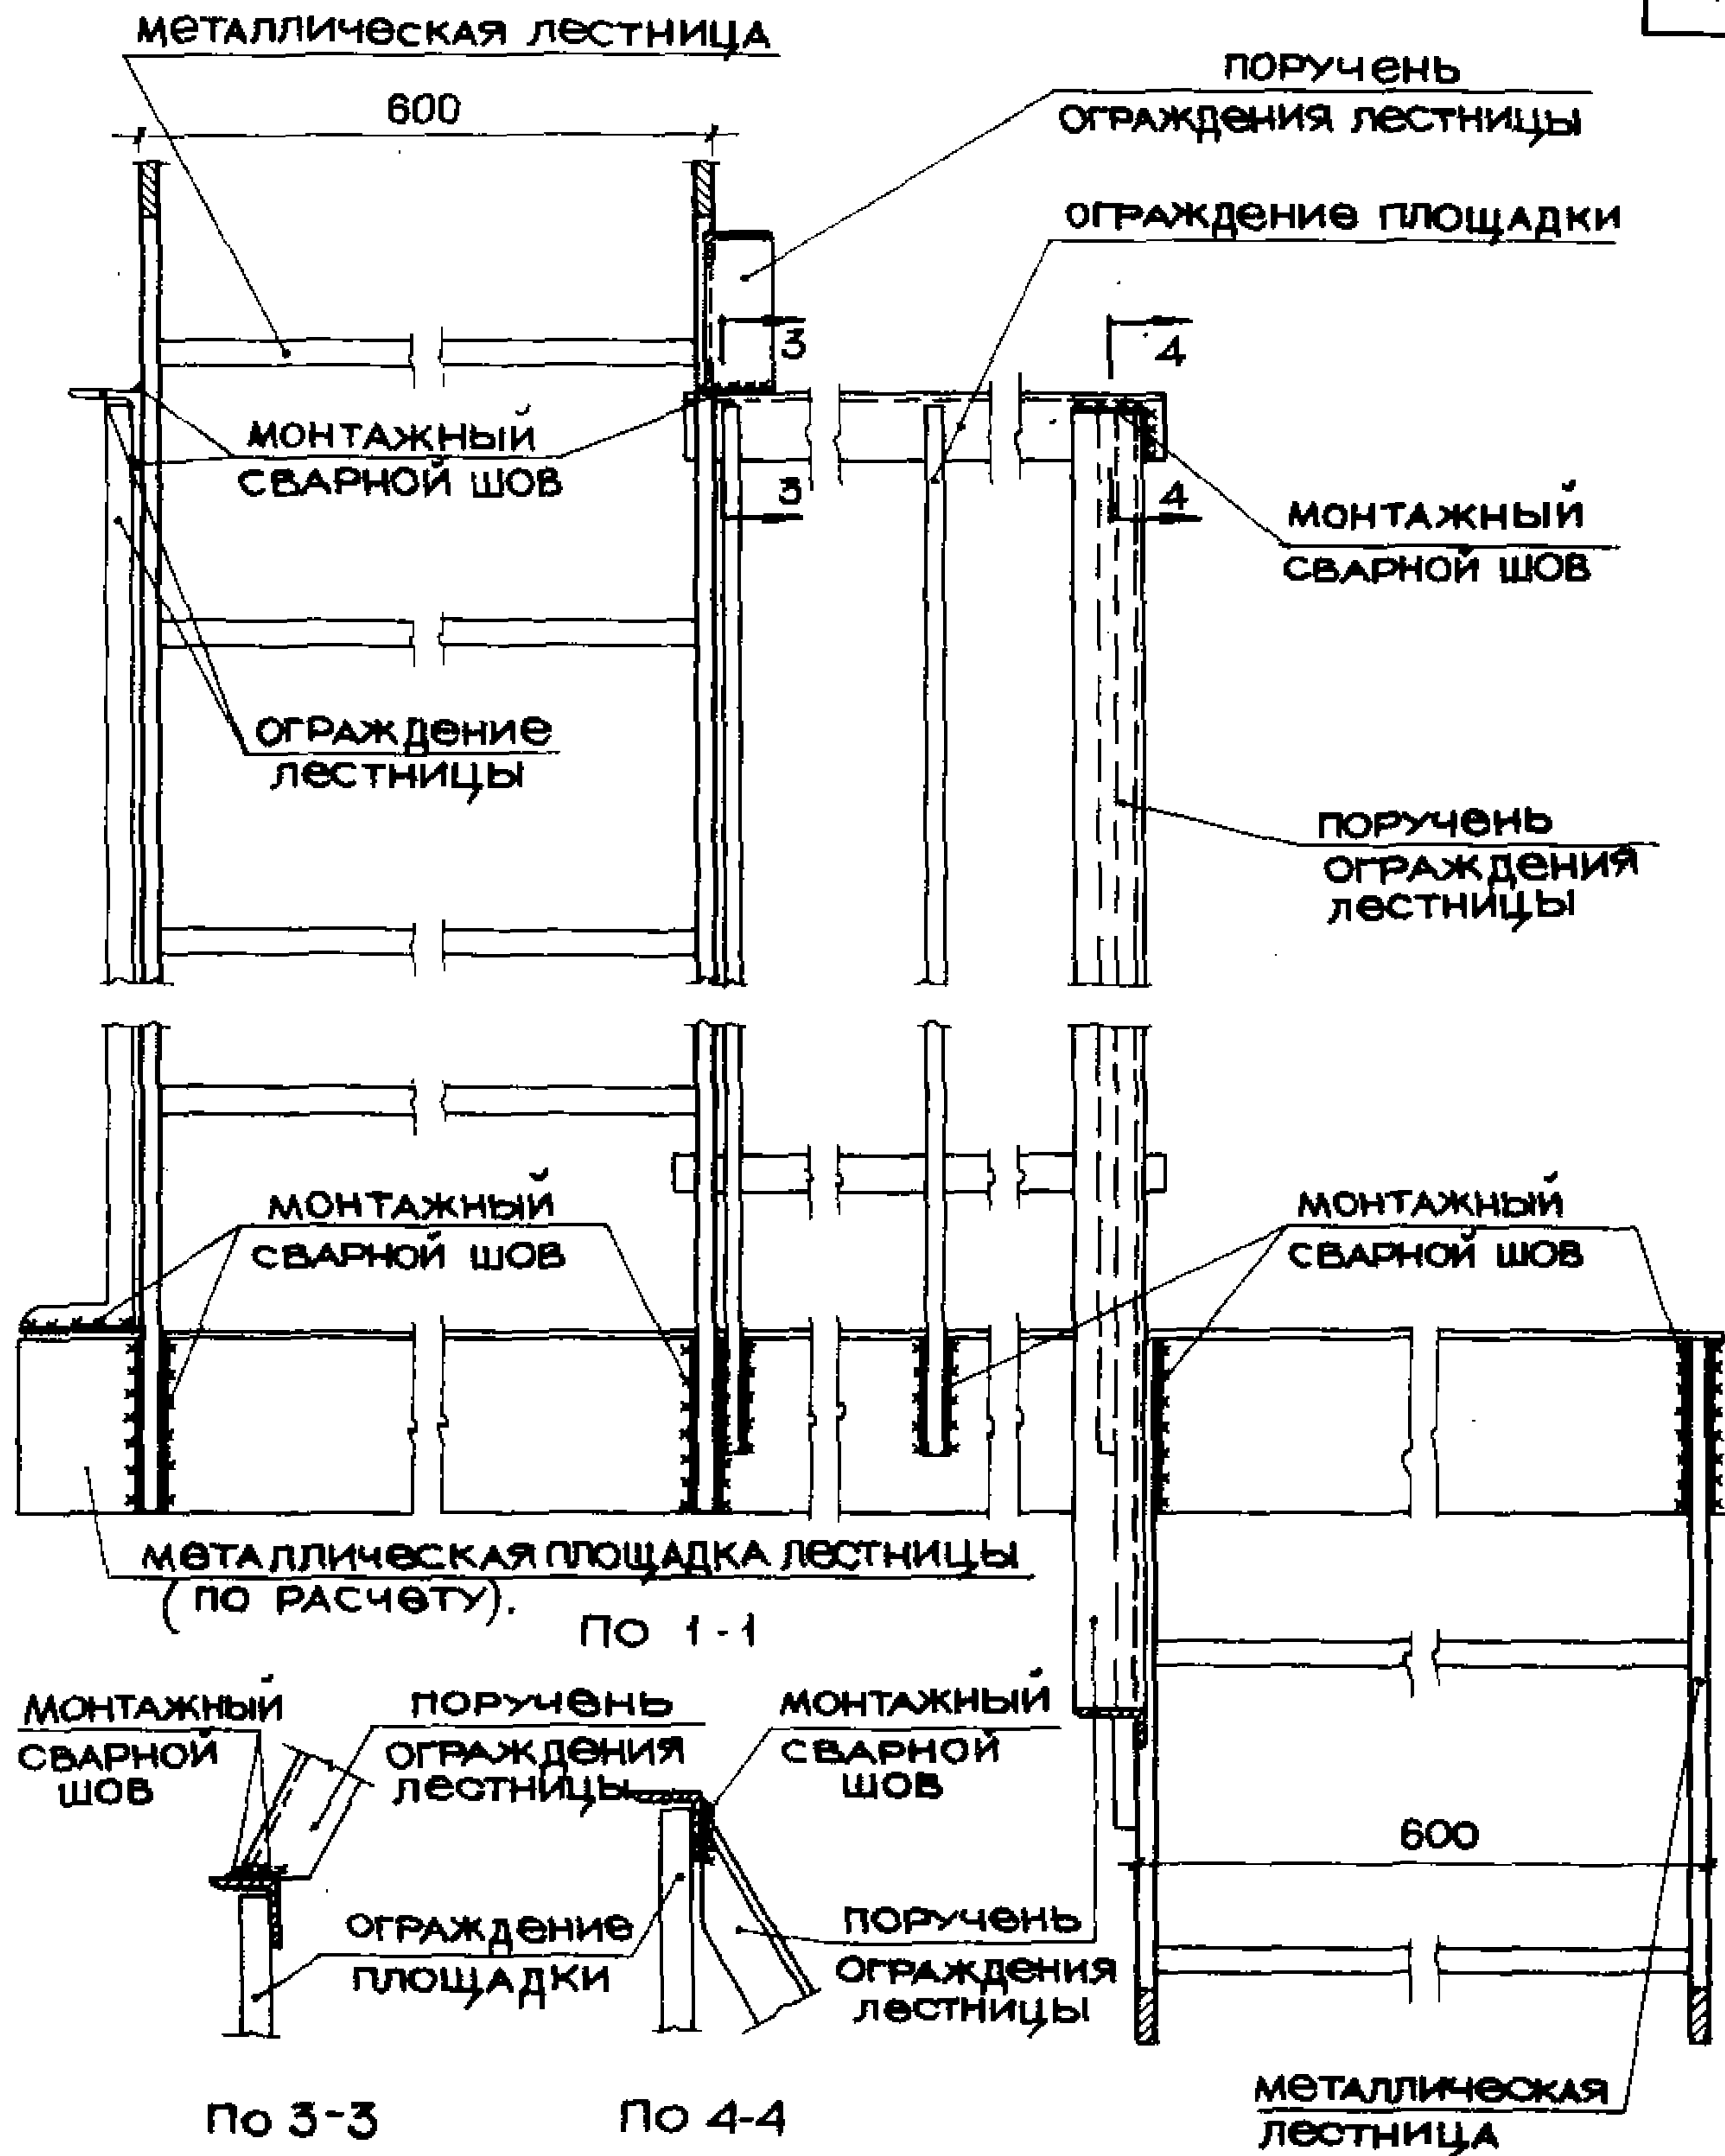 МЕТАЛЛИЧЕСКАЯ ЛЕСТНИЦА
600
ПОРУЧЕНЬ
ОГРАЖДЕНИЯ ЛЕСТНИЦЫ
ОГРАЖДЕНИЕ ПЛОЩАДКИ
3
4
МОНТАЖНЫЙ
СВАРНОЙ ШОВ
3
4
МОНТАЖНЫЙ
СВАРНОЙ ШОВ
ОГРАЖДЕНИЕ
ЛЕСТНИЦЫ
ПОРУЧЕНЬ
ОГРАЖДЕНИЯ
ЛЕСТНИЦЫ
МОНТАЖНЫЙ
СВАРНОЙ ШОВ
МОНТАЖНЫЙ
СВАРНОЙ ШОВ
МЕТАЛЛИЧЕСКАЯ ПЛОЩАДКА ЛЕСТНИЦЫ
(ПО РАСЧЕТУ).
ПО 1-1
МОНТАЖНЫЙ
СВАРНОЙ
ШОВ
ПОРУЧЕНЬ
ОГРАЖДЕНИЯ
ЛЕСТНИЦЫ
МОНТАЖНЫЙ
СВАРНОЙ
ШОВ
600
ОГРАЖДЕНИЕ
ПЛОЩАДКИ
ПОРУЧЕНЬ
ОГРАЖДЕНИЯ
ЛЕСТНИЦЫ
ПО 3-3
ПО 4-4
МЕТАЛЛИЧЕСКАЯ
ЛЕСТНИЦА